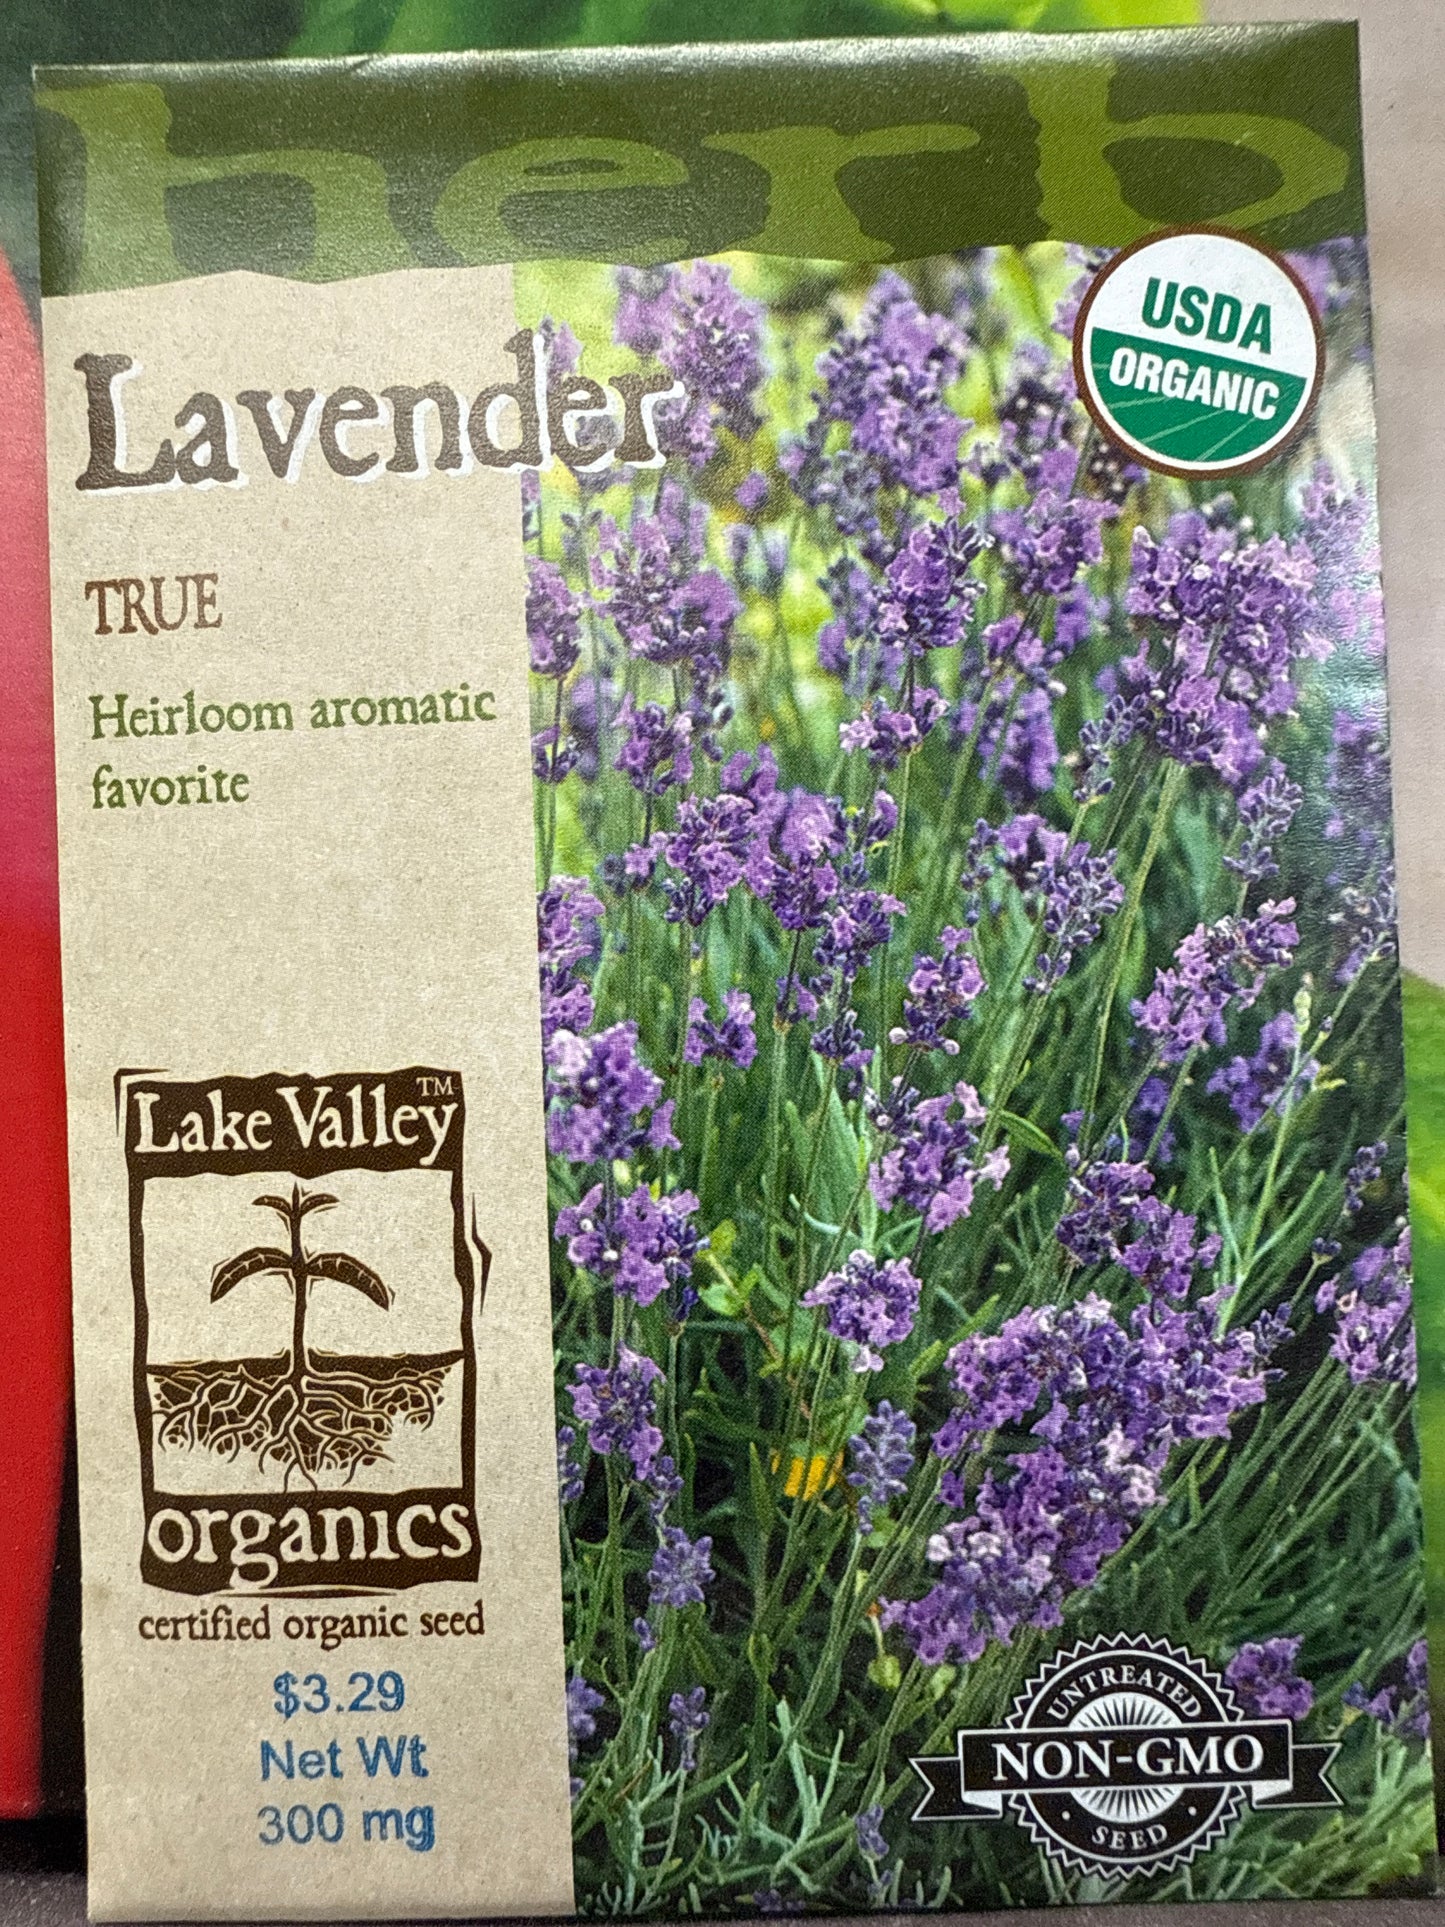 herb
USDA
ORGANIC
Lavender
TRUE
Heirloom aromatic
favorite
Lake Valley™
organics
certified organic seed
$3.29
Net Wt
300 mg
UNTREATED
NON-GMO
SEED